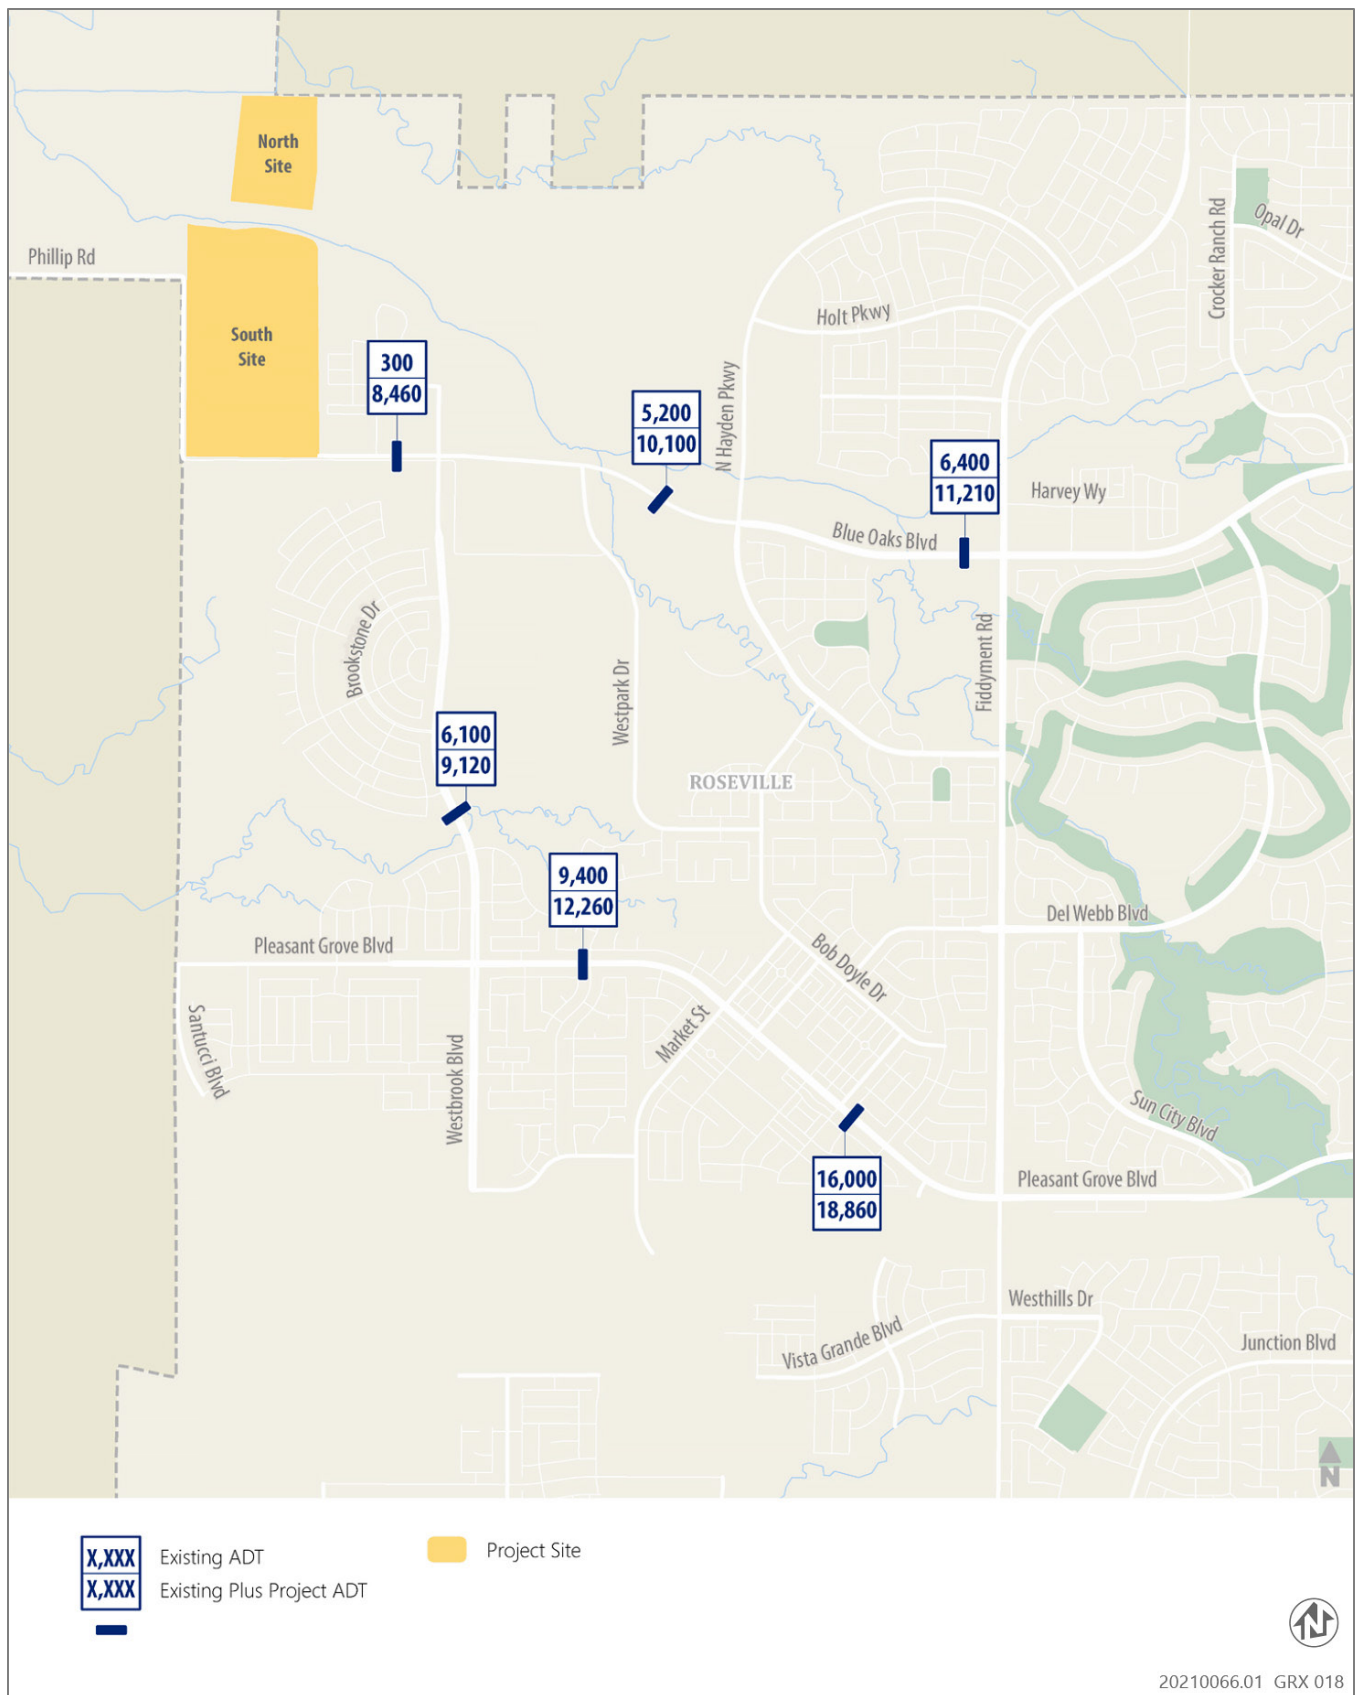 North
Site
Phillip Rd
South
Site
Opal Dr
Crocker Ranch Rd
Holt Pkwy
300
8,460
N Hayden Pkwy
5,200
10,100
6,400
11,210
Harvey Wy
Blue Oaks Blvd
Brookstone Dr
Westpark Dr
Fiddyment Rd
6,100
9,120
ROSEVILLE
9,400
12,260
Del Webb Blvd
Pleasant Grove Blvd
Bob Doyle Dr
Santucci Blvd
Market St
Westbrook Blvd
Sun City Blvd
16,000
18,860
Pleasant Grove Blvd
Westhills Dr
Vista Grande Blvd
Junction Blvd
N
X,XXX
Existing ADT
X,XXX
Existing Plus Project ADT
Project Site
N
20210066.01 GRX 018